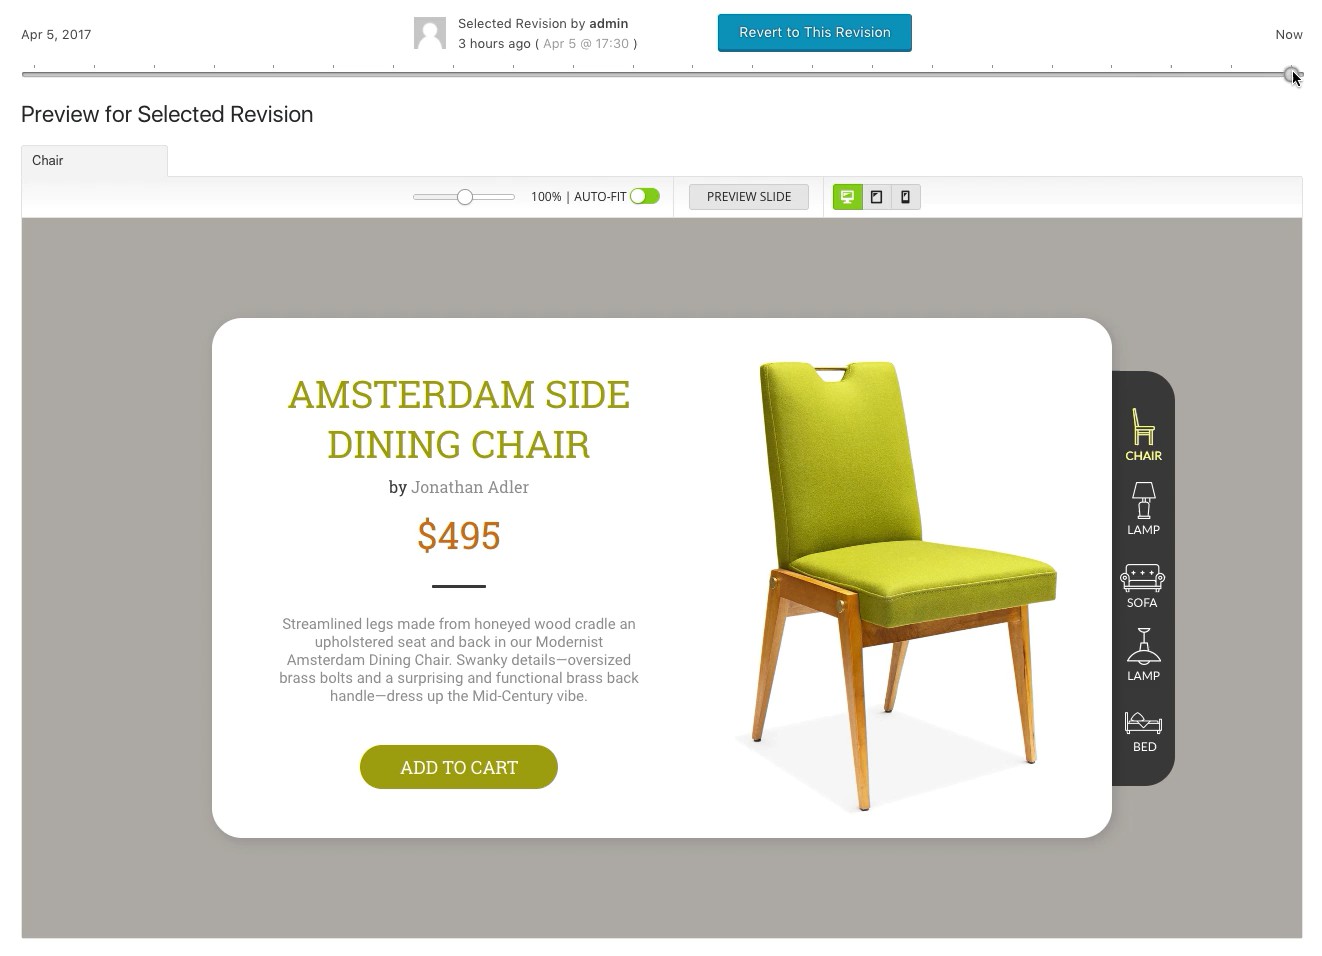 Apr 5, 2017
Selected Revision by admin
3 hours ago ( Apr 5 @ 17:30 )
Revert to This Revision
Now
Preview for Selected Revision
Chair
100% | AUTO-FIT
PREVIEW SLIDE
AMSTERDAM SIDE
DINING CHAIR
by Jonathan Adler
$495
Streamlined legs made from honeyed wood cradle an
upholstered seat and back in our Modernist
Amsterdam Dining Chair. Swanky details—oversized
brass bolts and a surprising and functional brass back
handle—dress up the Mid-Century vibe.
ADD TO CART
CHAIR
LAMP
SOFA
LAMP
BED